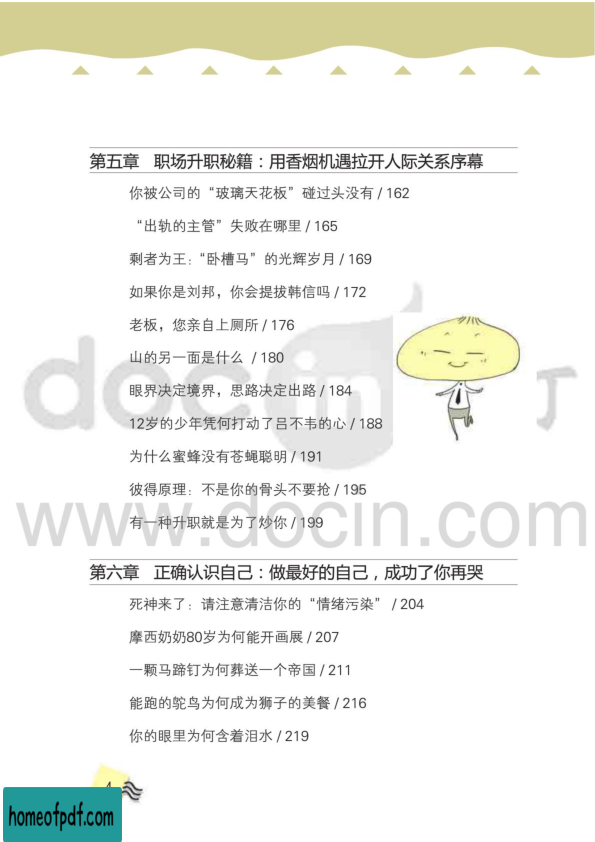 第五章 职场升职秘籍：用香烟机遇拉开人际关系序幕
你被公司的“玻璃天花板”碰过头没有 / 162
“出轨的主管”失败在哪里 / 165
剩者为王：“卧槽马”的光辉岁月 / 169
如果你是刘邦，你会提拔韩信吗 / 172
老板，您亲自上厕所 / 176
山的另一面是什么 / 180
眼界决定境界，思路决定出路 / 184
12岁的少年凭何打动了吕不韦的心 / 188
为什么蜜蜂没有苍蝇聪明 / 191
彼得原理：不是你的骨头不要抢 / 195
有一种升职就是为了炒你 / 199
docin
www.docin.com
第六章 正确认识自己：做最好的自己，成功了你再哭
死神来了：请注意清洁你的“情绪污染” / 204
摩西奶奶80岁为何能开画展 / 207
一颗马蹄钉为何葬送一个帝国 / 211
能跑的鸵鸟为何成为狮子的美餐 / 216
你的眼里为何含着泪水 / 219
homeofpdf.com